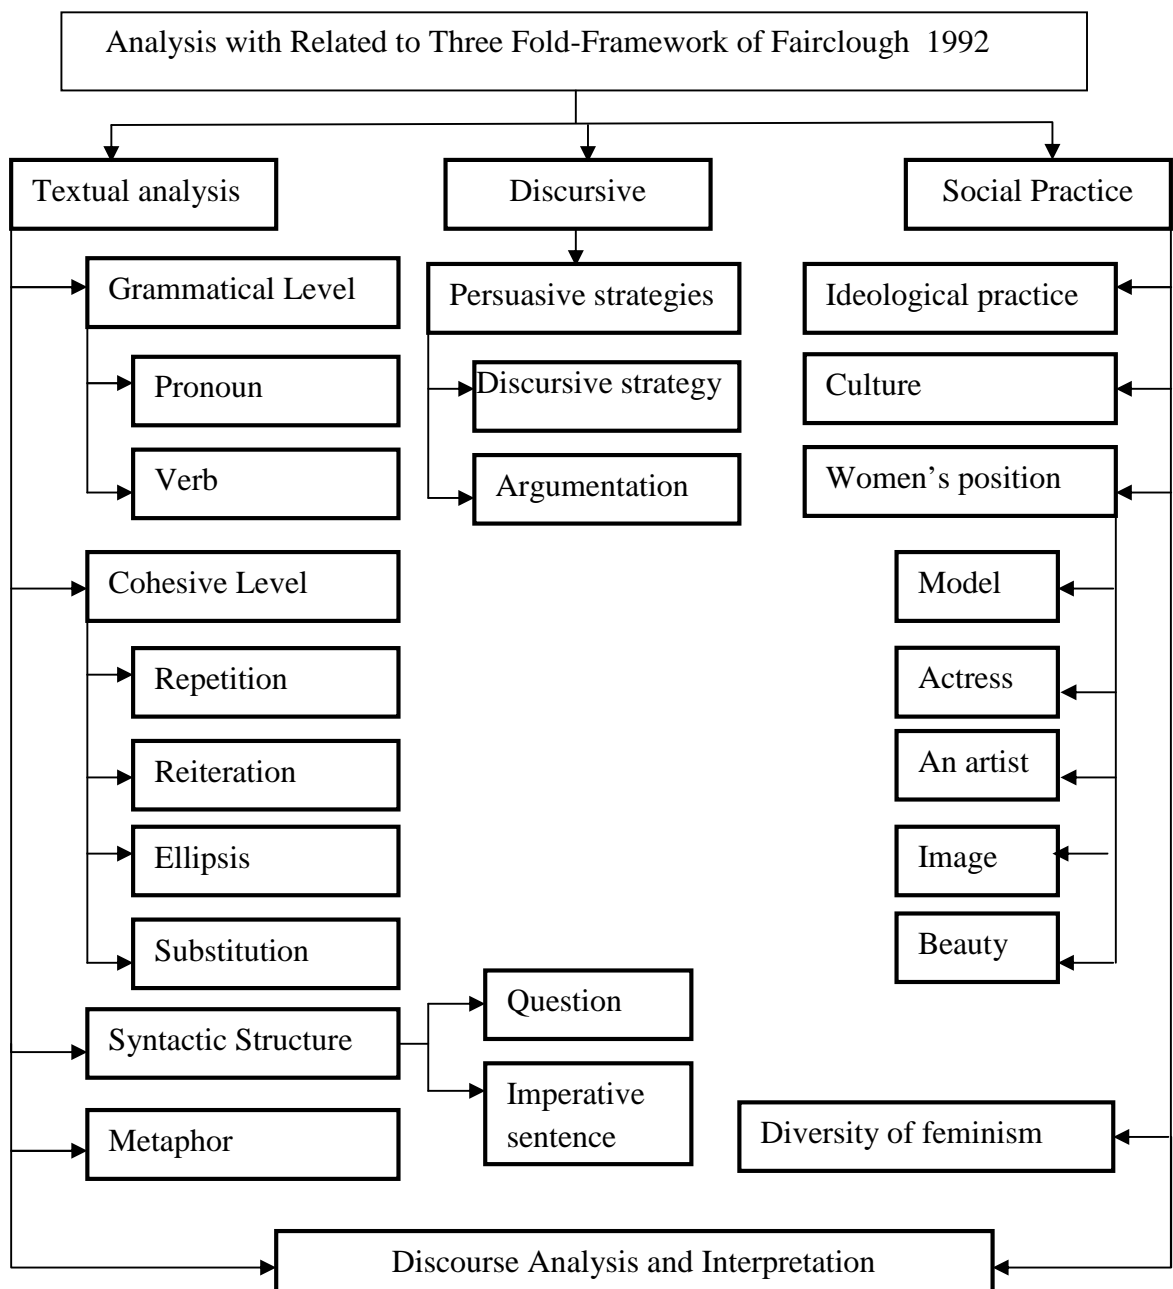 Analysis with Related to Three Fold-Framework of Fairclough  1992
Textual analysis
Discursive
Social Practice
Grammatical Level
Pronoun
Verb
Cohesive Level
Repetition
Reiteration
Ellipsis
Substitution
Syntactic Structure
Question
Imperative
sentence
Metaphor
Persuasive strategies
Discursive strategy
Argumentation
Ideological practice
Culture
Women’s position
Model
Actress
An artist
Image
Beauty
Diversity of feminism
Discourse Analysis and Interpretation